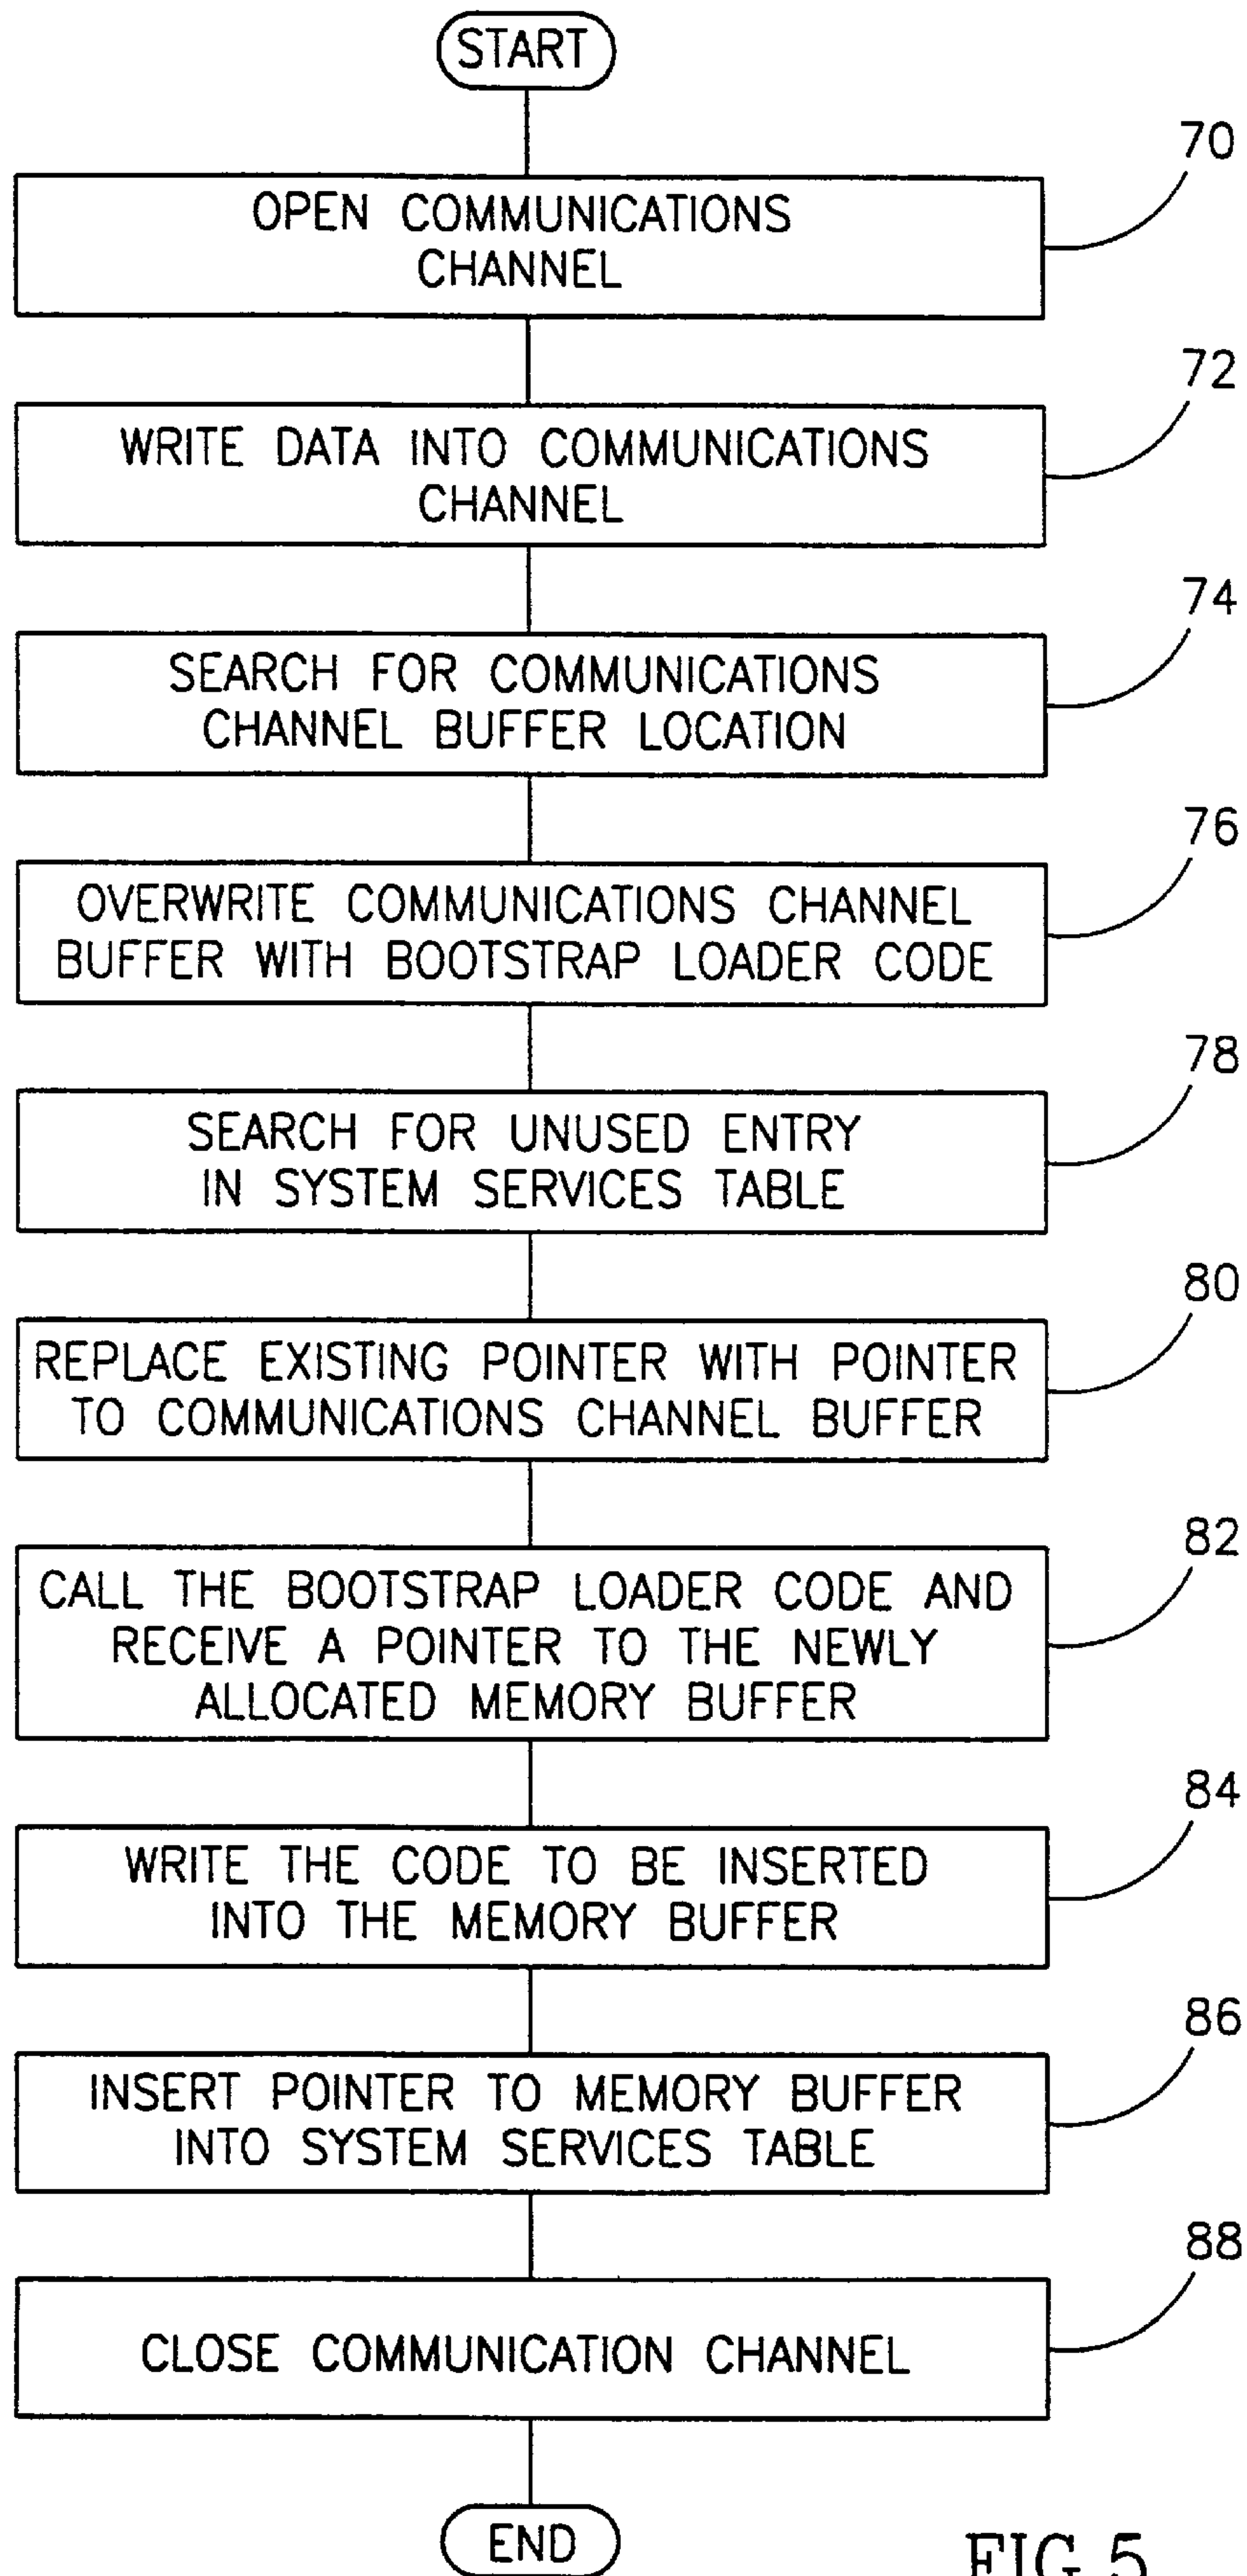 START
70
OPEN COMMUNICATIONS
CHANNEL
72
WRITE DATA INTO COMMUNICATIONS
CHANNEL
74
SEARCH FOR COMMUNICATIONS
CHANNEL BUFFER LOCATION
76
OVERWRITE COMMUNICATIONS CHANNEL
BUFFER WITH BOOTSTRAP LOADER CODE
78
SEARCH FOR UNUSED ENTRY
IN SYSTEM SERVICES TABLE
80
REPLACE EXISTING POINTER WITH POINTER
TO COMMUNICATIONS CHANNEL BUFFER
82
CALL THE BOOTSTRAP LOADER CODE AND
RECEIVE A POINTER TO THE NEWLY
ALLOCATED MEMORY BUFFER
84
WRITE THE CODE TO BE INSERTED
INTO THE MEMORY BUFFER
86
INSERT POINTER TO MEMORY BUFFER
INTO SYSTEM SERVICES TABLE
88
CLOSE COMMUNICATION CHANNEL
END
FIG.5